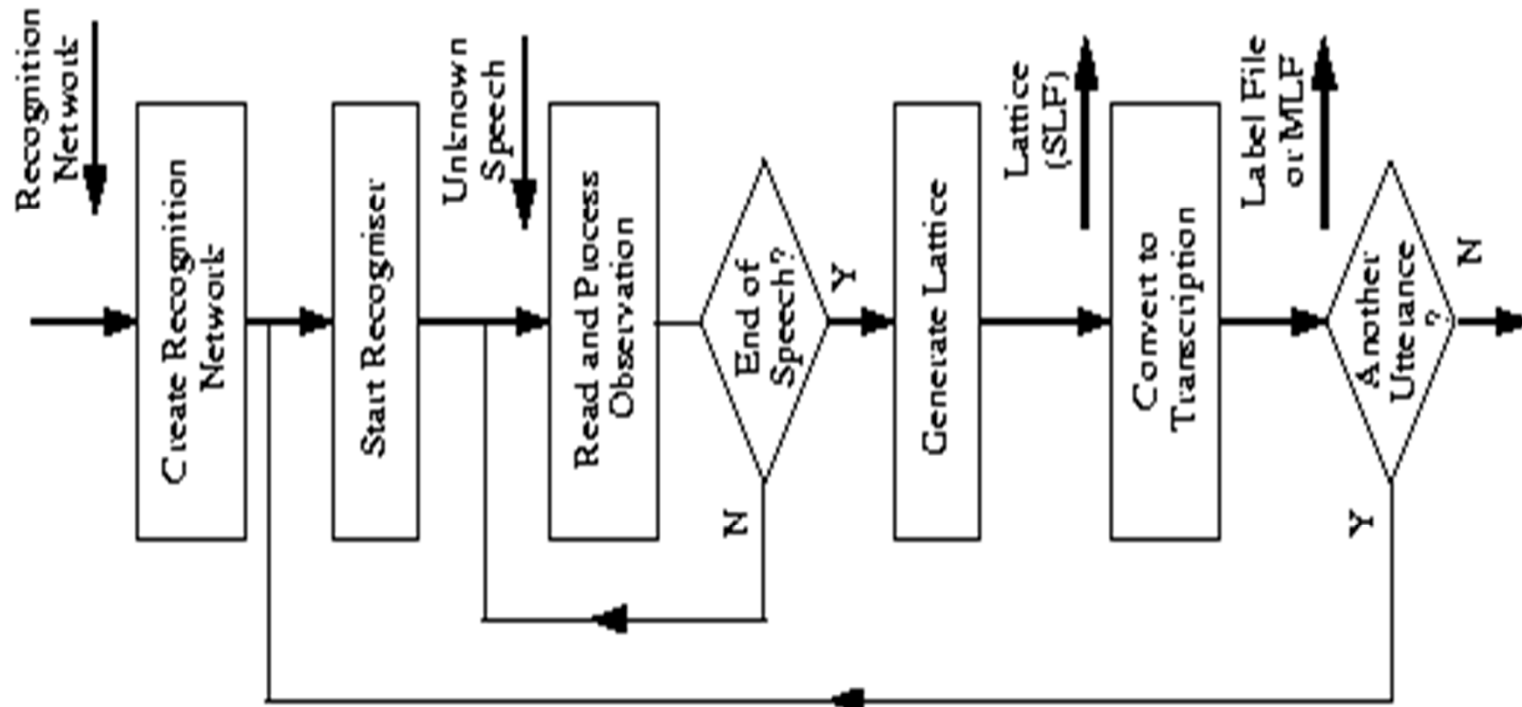 Recognition
Network
Create Recognition
Network
Start Recogniser
Unknown
Speech
Read and Process
Observation
End of
Speech?
N
Y
Generate Lattice
Lattice
(SLF)
Convert to
Transcription
Label File
or MLF
Another
Utterance
?
Y
N